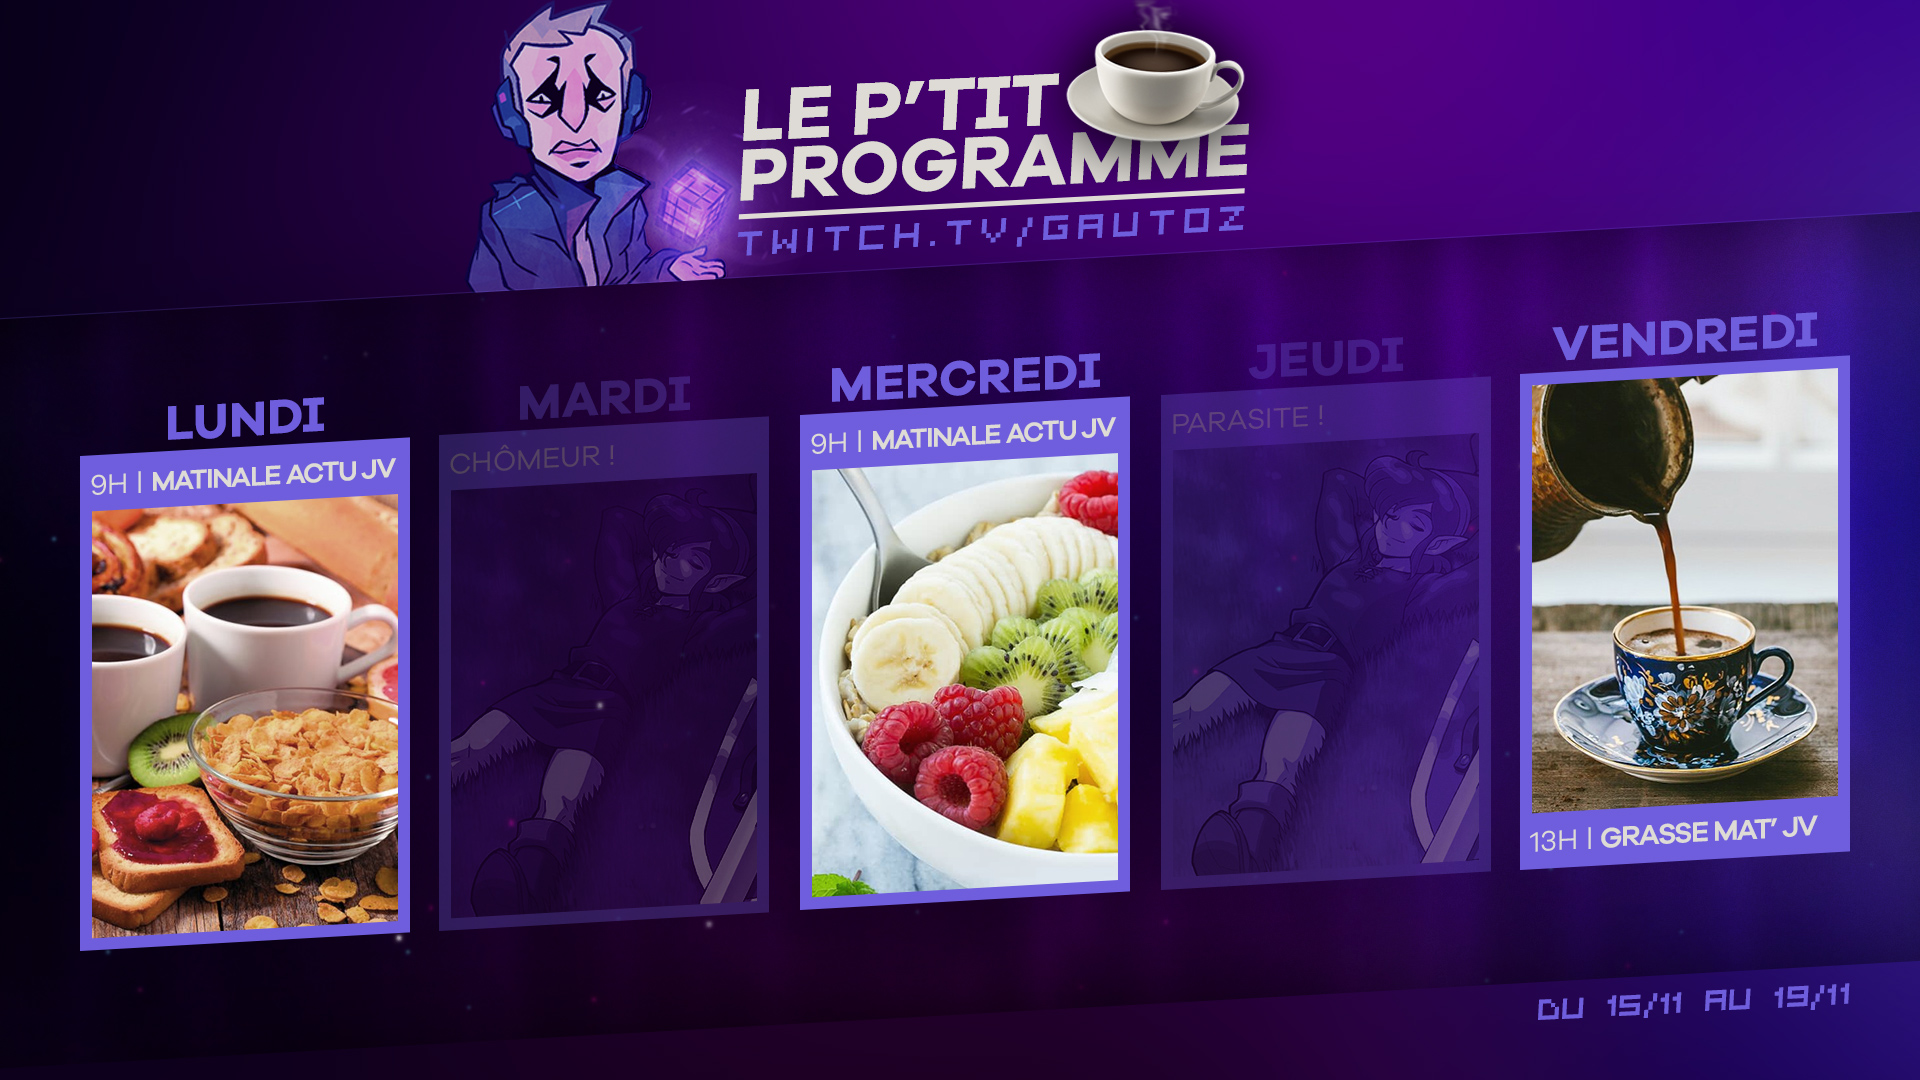 LE P'TIT
PROGRAMME
TWITCH.TV/GAUTOZ
LUNDI
9H | MATINALE ACTU JV
MARDI
CHÔMEUR !
MERCREDI
9H | MATINALE ACTU JV
JEUDI
PARASITE !
VENDREDI
13H | GRASSE MAT' JV
DU 15/11 AU 19/11